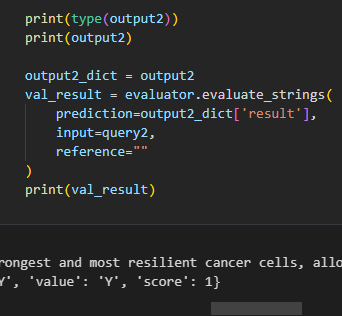 print(type(output2))
print(output2)
output2_dict = output2
val_result = evaluator.evaluate_strings(
prediction=output2_dict['result'],
input=query2,
reference=""
)
print(val_result)
rongest and most resilient cancer cells, allo
Y', 'value': 'Y', 'score': 1}